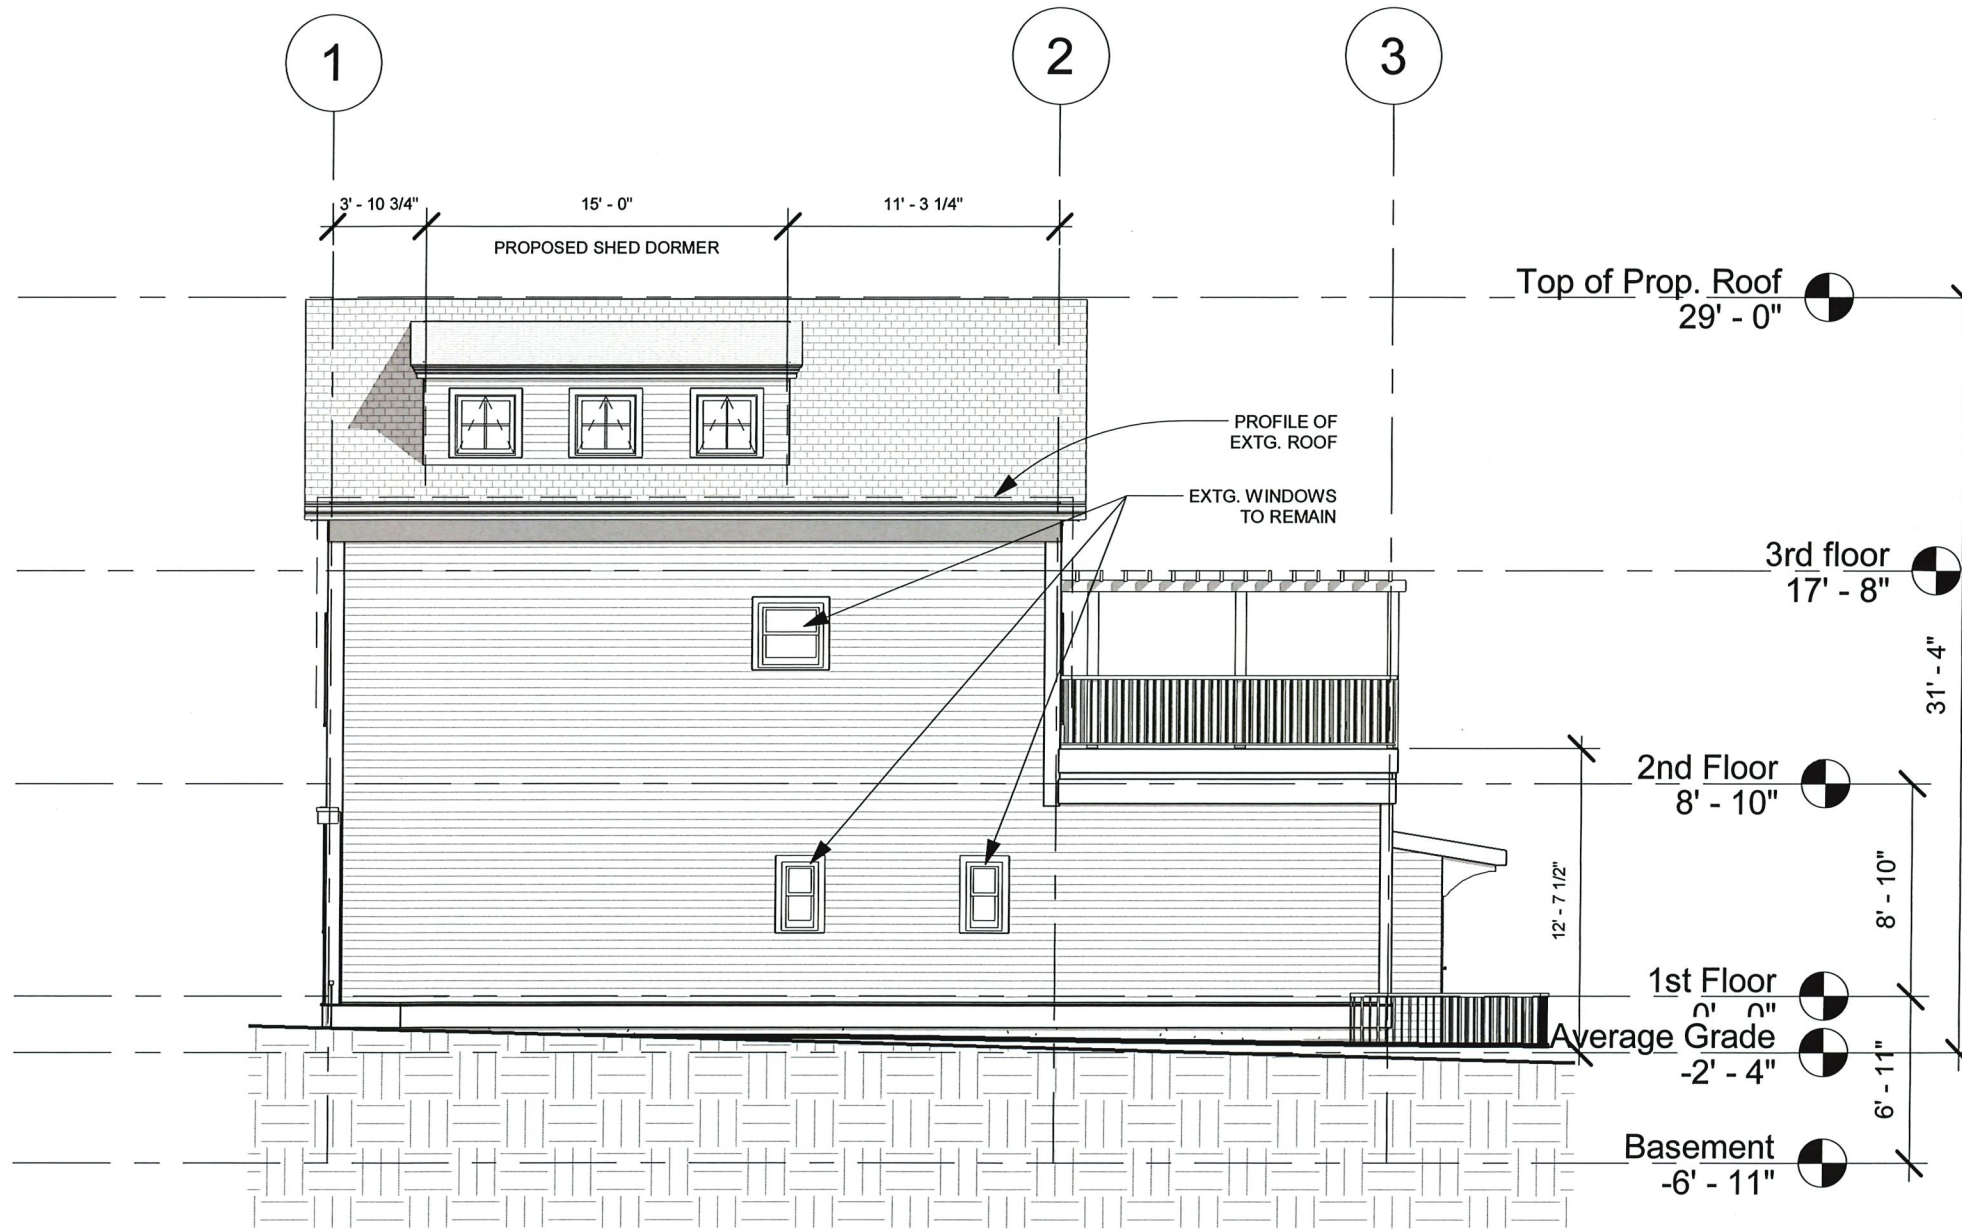 1
2
3
3' - 10 3/4"
15' - 0"
11' - 3 1/4"
PROPOSED SHED DORMER
Top of Prop. Roof
29' - 0"
PROFILE OF
EXTG. ROOF
EXTG. WINDOWS
TO REMAIN
3rd floor
17' - 8"
31' - 4"
2nd Floor
8' - 10"
12' - 7 1/2"
8' - 10"
1st Floor
0' 0"
Average Grade
-2' - 4"
6' - 11"
Basement
-6' - 11"